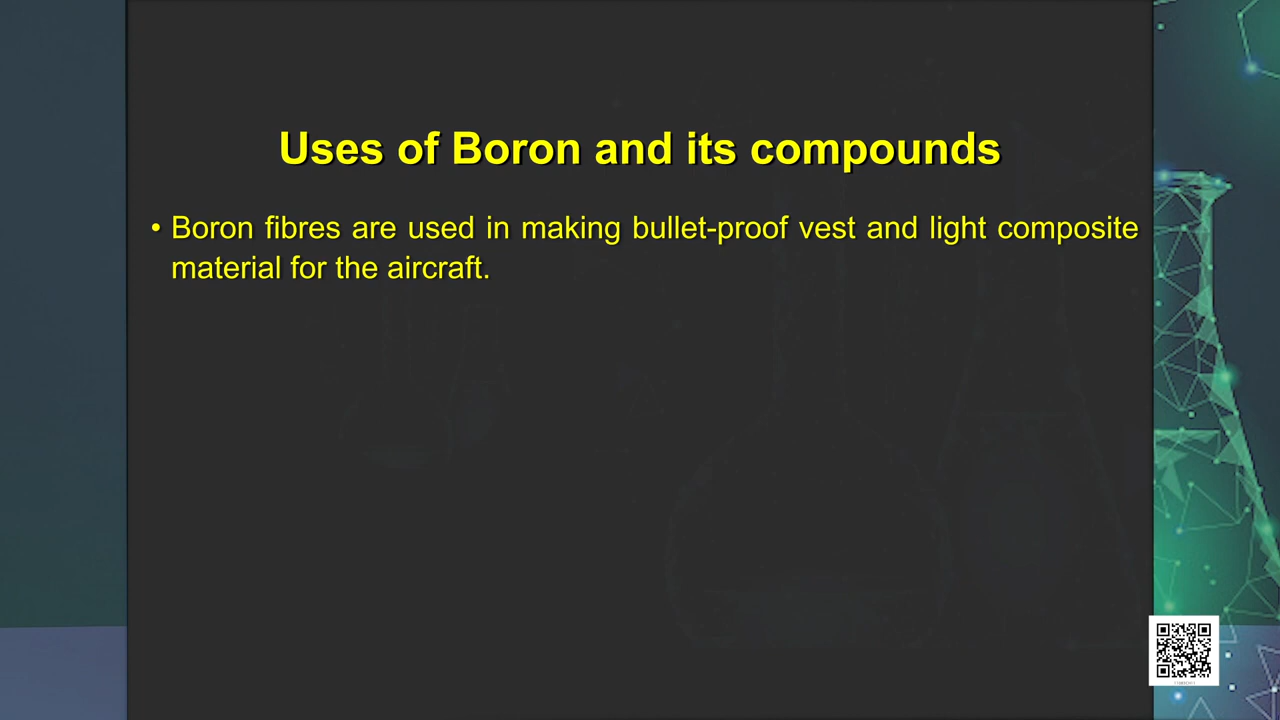 Uses of Boron and its compounds
• Boron fibres are used in making bullet-proof vest and light composite
material for the aircraft.